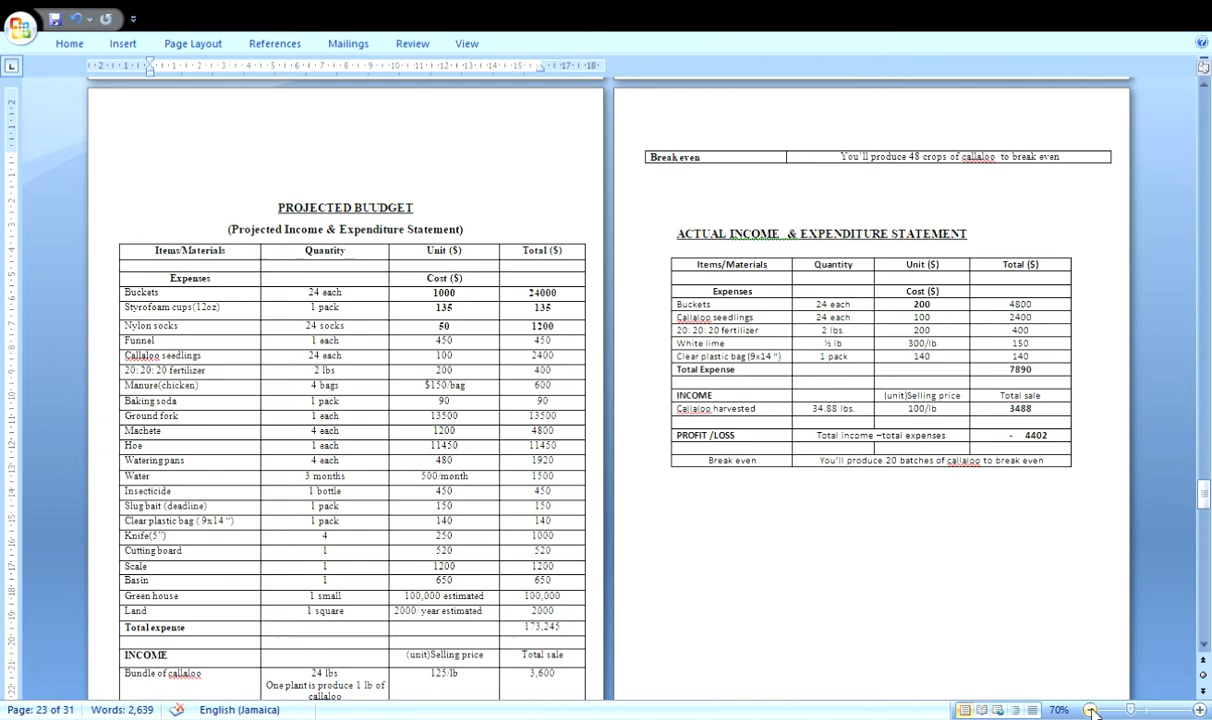 Home Insert Page Layout References Mailings Review View
PROJECTED BUUDGET
(Projected Income & Expenditure Statement)
Items/Materials Quantity Unit ($) Total ($)
Expenses Cost ($)
Buckets 24 each 1000 24000
Styrofoam cups(12oz) 1 pack 135 135
Nylon socks 24 socks 50 1200
Funnel 1 each 450 450
Callaloo seedlings 24 each 100 2400
20: 20: 20 fertilizer 2 lbs 200 400
Manure(chicken) 4 bags $150/bag 600
Baking soda 1 pack 90 90
Ground fork 1 each 13500 13500
Machete 4 each 1200 4800
Hoe 1 each 11450 11450
Watering pans 4 each 480 1920
Water 3 months 500/month 1500
Insecticide 1 bottle 450 450
Slug bait (deadline) 1 pack 150 150
Clear plastic bag ( 9x14 “) 1 pack 140 140
Knife(5”) 4 250 1000
Cutting board 1 520 520
Scale 1 1200 1200
Basin 1 650 650
Green house 1 small 100,000 estimated 100,000
Land 1 square 2000/ year estimated 2000
Total expense 173,245
INCOME (unit)Selling price Total sale
Bundle of callaloo 24 lbs 125/lb 3,600
One plant is produce 1 lb of
callaloo
Break even You’ll produce 48 crops of callaloo to break even
ACTUAL INCOME & EXPENDITURE STATEMENT
Items/Materials Quantity Unit ($) Total ($)
Expenses Cost ($)
Buckets 24 each 200 4800
Callaloo seedlings 24 each 100 2400
20: 20: 20 fertilizer 2 lbs. 200 400
White lime ½ lb 300/lb 150
Clear plastic bag (9x14 “) 1 pack 140 140
Total Expense 7890
INCOME (unit)Selling price Total sale
Callaloo harvested 34.88 lbs. 100/lb 3488
PROFIT /LOSS Total income –total expenses - 4402
Break even You’ll produce 20 batches of callaloo to break even
Page: 23 of 31 Words: 2,639 English (Jamaica) 70%